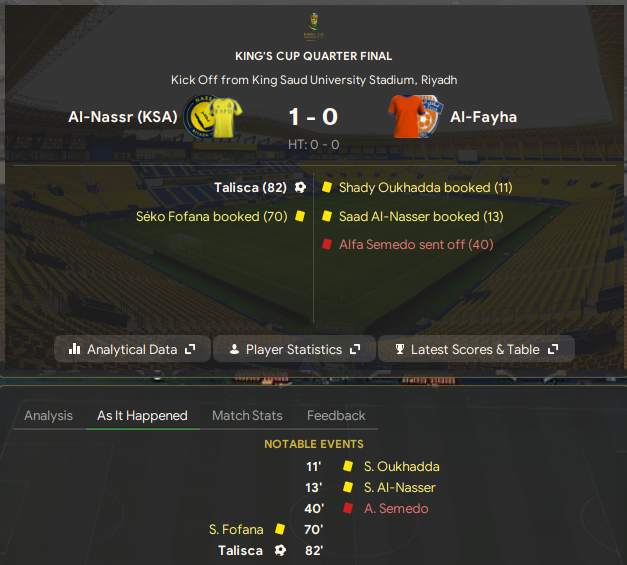 KING'S CUP QUARTER FINAL
Kick Off from King Saud University Stadium, Riyadh
Al-Nassr (KSA) 1 - 0 Al-Fayha
HT: 0 - 0
Talisca (82) Shady Oukhadda booked (11)
Séko Fofana booked (70) Saad Al-Nasser booked (13)
Alfa Semedo sent off (40)
Analytical Data Player Statistics Latest Scores & Table
Analysis As It Happened Match Stats Feedback
NOTABLE EVENTS
11' S. Oukhadda
13' S. Al-Nasser
40' A. Semedo
S. Fofana 70'
Talisca 82'